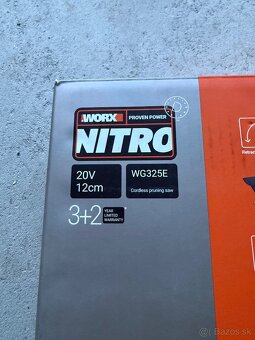 WORX PROVEN POWER
NITRO
20V
12cm
WG325E
Cordless pruning saw
3+2 YEAR
LIMITED
WARRANTY
© Bazos.sk